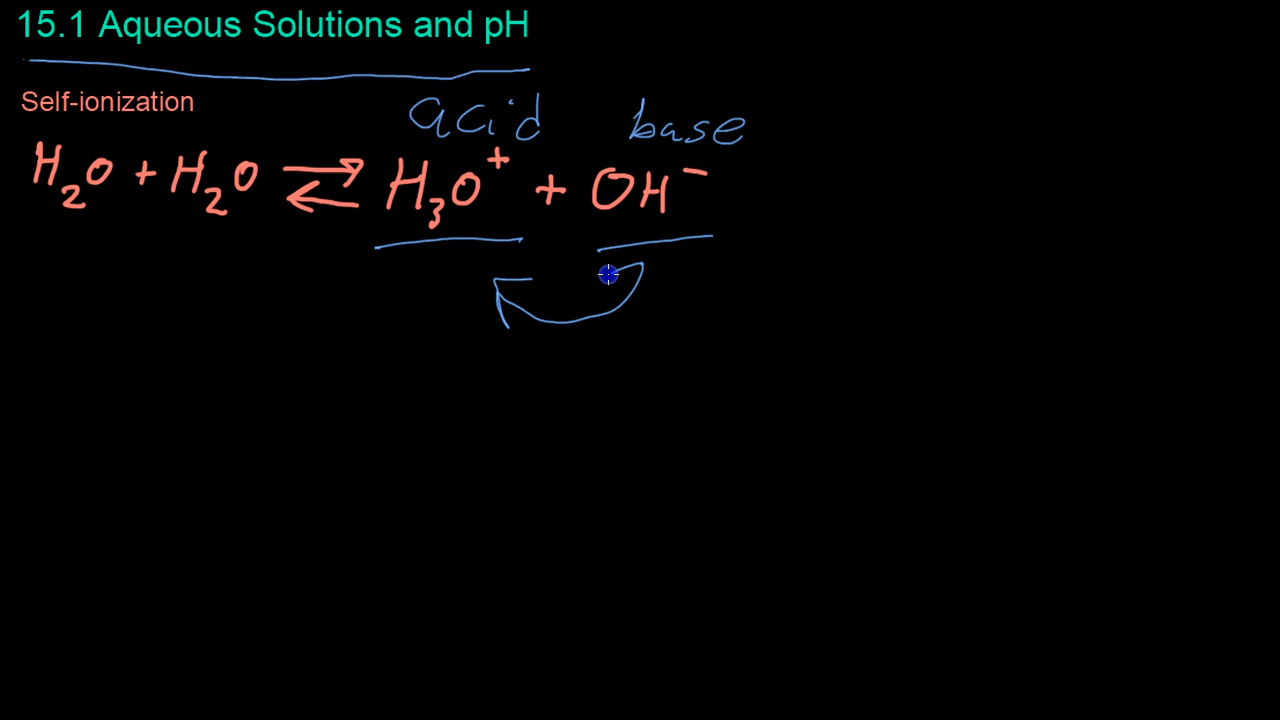 15.1 Aqueous Solutions and pH
Self-ionization
acid base
H₂O + H₂O ⇌ H₃O⁺ + OH⁻